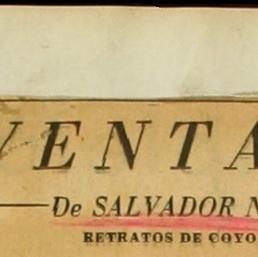 VENTA
De SALVADOR N
RETRATOS DE COYO